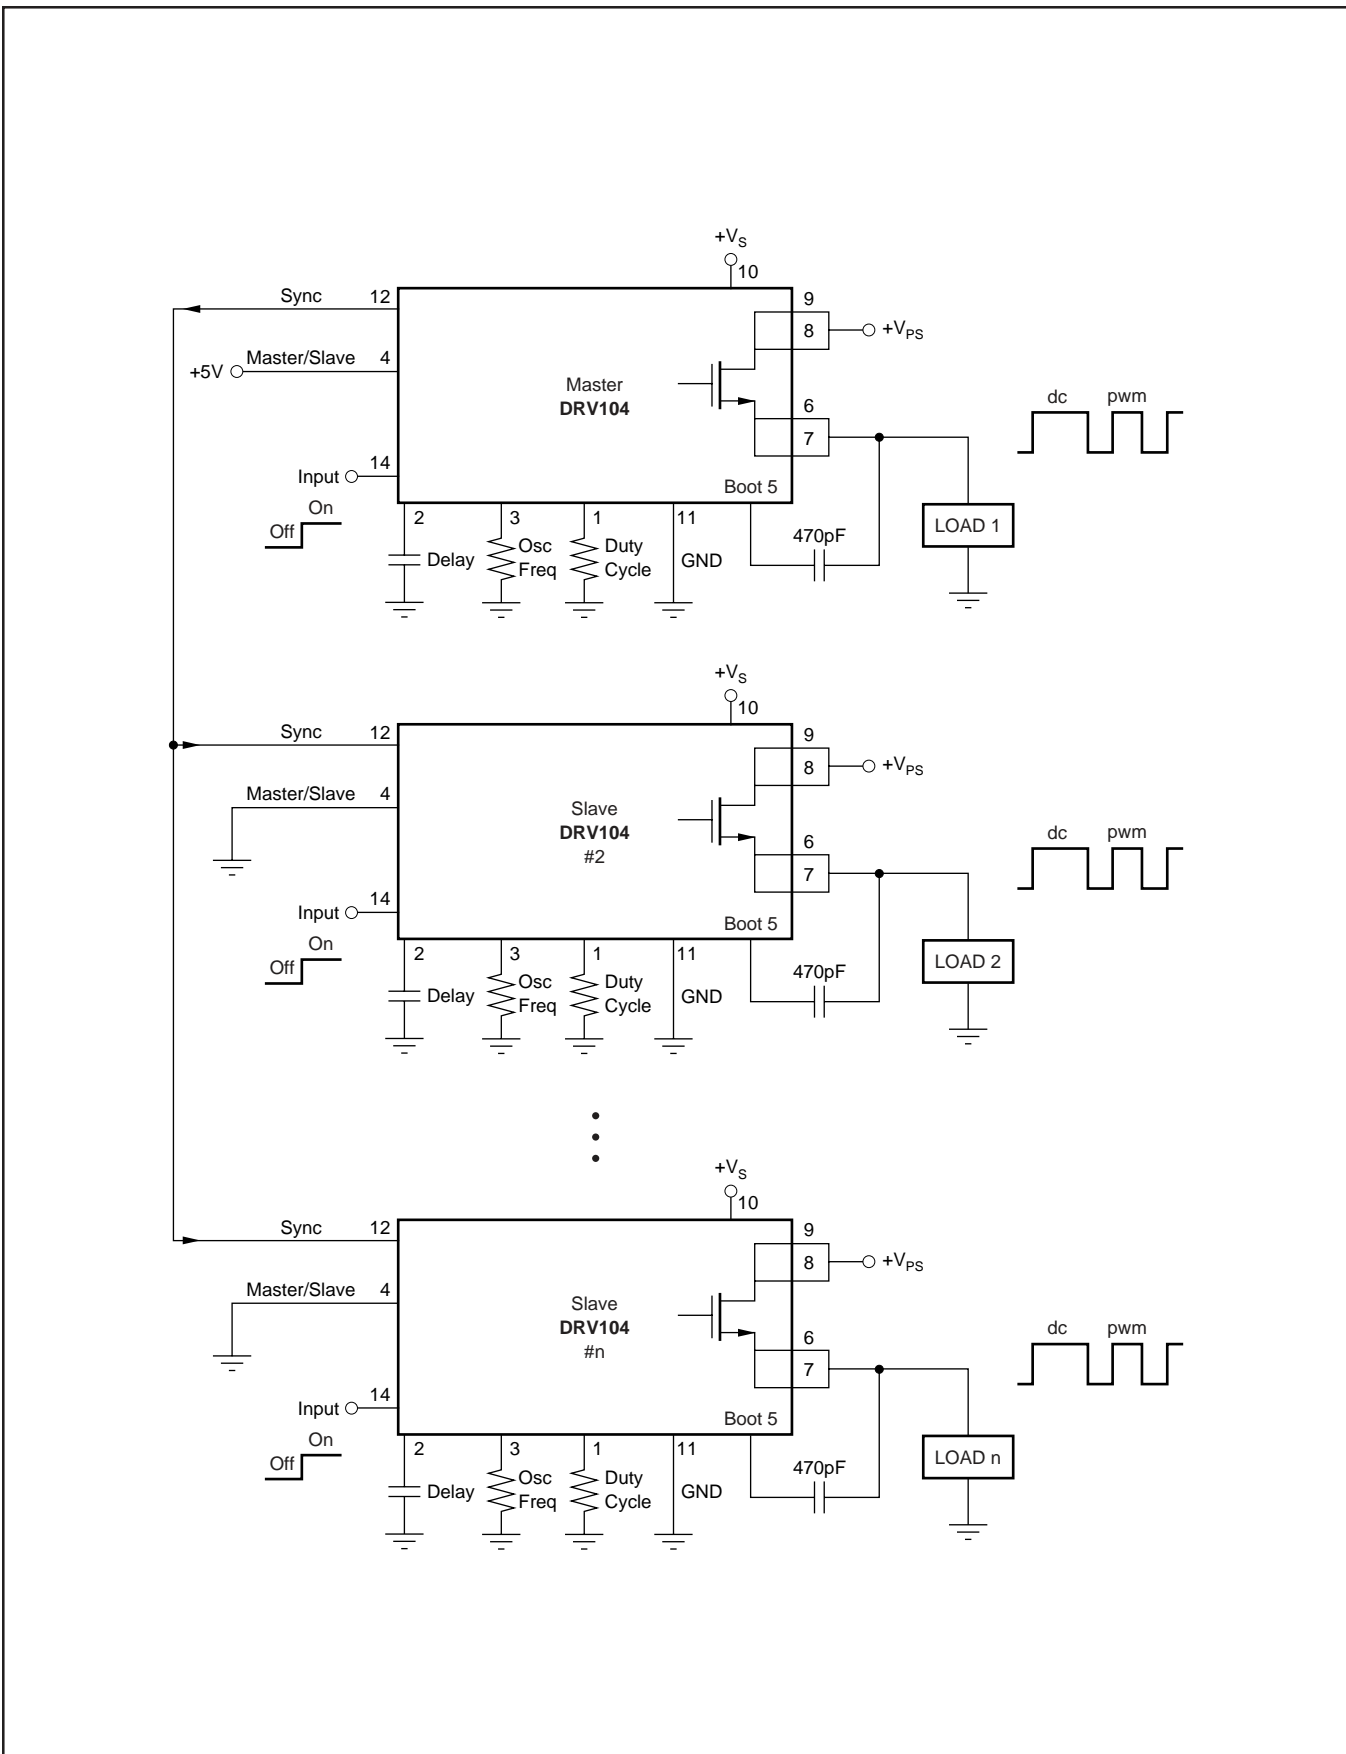 +VS
10
Sync 12
9
8
+VPS
Master/Slave 4
+5V
Master
DRV104
6
7
dc pwm
14
Input
On
Off
Boot 5
2
3
1
11
Delay
Osc
Freq
Duty
Cycle
GND
470pF
LOAD 1
+VS
10
Sync 12
9
8
+VPS
Master/Slave 4
Slave
DRV104
#2
6
7
dc pwm
14
Input
On
Off
Boot 5
2
3
1
11
Delay
Osc
Freq
Duty
Cycle
GND
470pF
LOAD 2
+VS
10
Sync 12
9
8
+VPS
Master/Slave 4
Slave
DRV104
#n
6
7
dc pwm
14
Input
On
Off
Boot 5
2
3
1
11
Delay
Osc
Freq
Duty
Cycle
GND
470pF
LOAD n